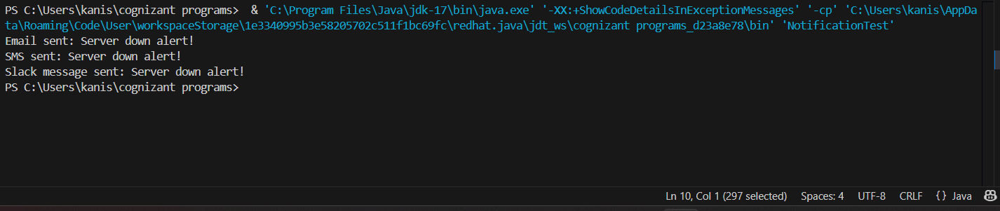 PS C:\Users\kanis\cognizant programs>  & 'C:\Program Files\Java\jdk-17\bin\java.exe' '-XX:+ShowCodeDetailsInExceptionMessages' '-cp' 'C:\Users\kanis\AppDa
ta\Roaming\Code\User\workspaceStorage\1e3340995b3e58205702c511f1bc69fc\redhat.java\jdt_ws\cognizant programs_d23a8e78\bin' 'NotificationTest'
Email sent: Server down alert!
SMS sent: Server down alert!
Slack message sent: Server down alert!
PS C:\Users\kanis\cognizant programs>
Ln 10, Col 1 (297 selected) Spaces: 4 UTF-8 CRLF {} Java